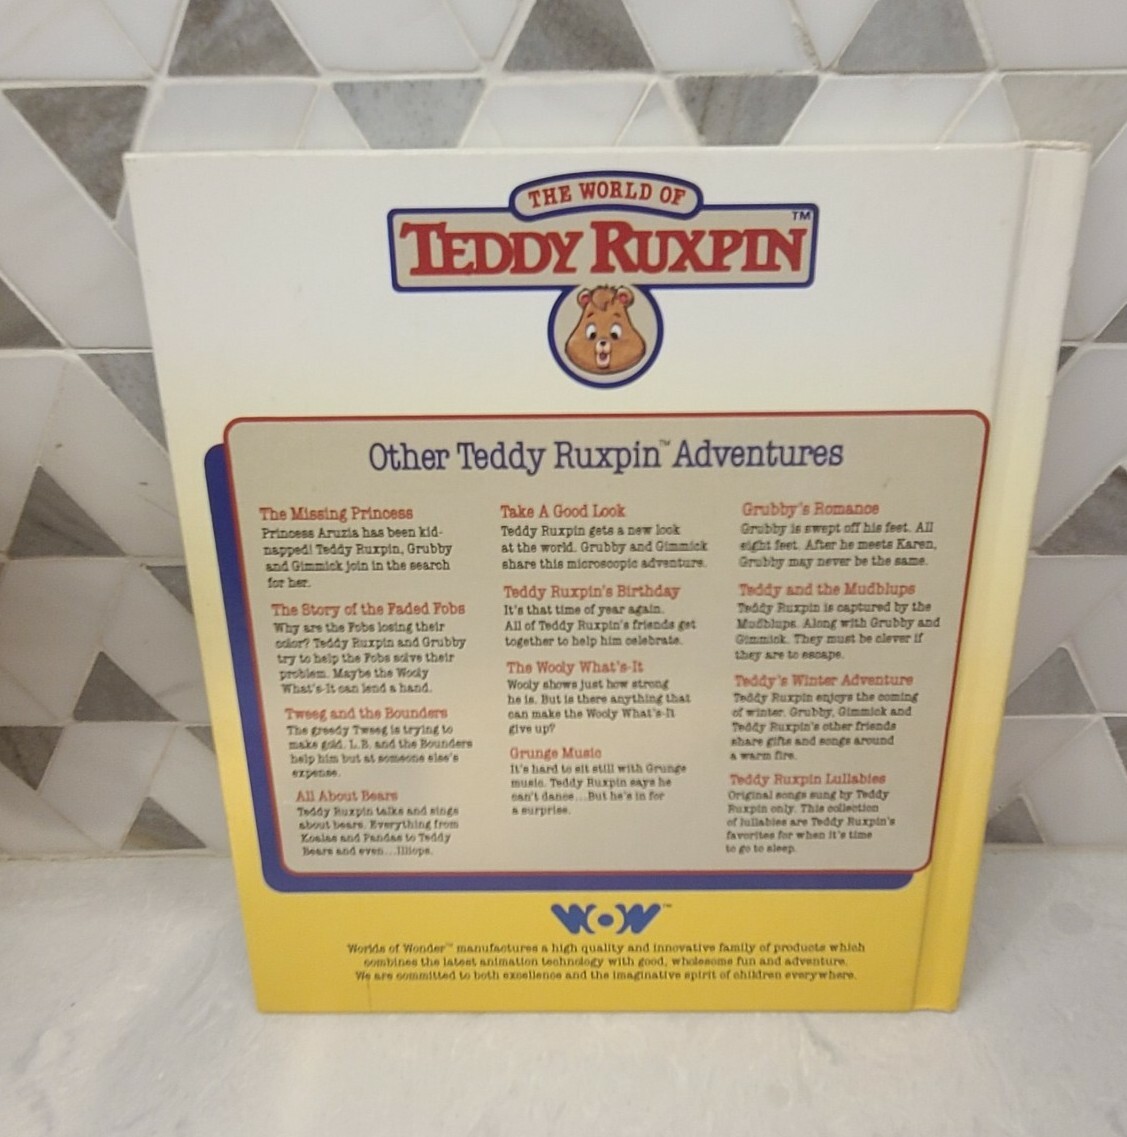 THE WORLD OF
TEDDY RUXPIN™
Other Teddy Ruxpin™ Adventures
The Missing Princess
Princess Aruzia has been kid-
napped! Teddy Ruxpin, Grubby
and Gimmick join in the search
for her.
The Story of the Faded Fobs
Why are the Fobs losing their
color? Teddy Ruxpin and Grubby
try to help the Fobs solve their
problem. Maybe the Wooly
What's-It can lend a hand.
Tweeg and the Bounders
The greedy Tweeg is trying to
make gold. L.B. and the Bounders
help him but at someone else's
expense.
All About Bears
Teddy Ruxpin talks and sings
about bears. Everything from
Koalas and Pandas to Teddy
Bears and even...Illiops.
Take A Good Look
Teddy Ruxpin gets a new look
at the world. Grubby and Gimmick
share this microscopic adventure.
Teddy Ruxpin's Birthday
It's that time of year again.
All of Teddy Ruxpin's friends get
together to help him celebrate.
The Wooly What's-It
Wooly shows just how strong
he is. But is there anything that
can make the Wooly What's-It
give up?
Grunge Music
It's hard to sit still with Grunge
music. Teddy Ruxpin says he
can't dance...But he's in for
a surprise.
Grubby's Romance
Grubby is swept off his feet. All
eight feet. After he meets Karen,
Grubby may never be the same.
Teddy and the Mudblups
Teddy Ruxpin is captured by the
Mudblups. Along with Grubby and
Gimmick. They must be clever if
they are to escape.
Teddy's Winter Adventure
Teddy Ruxpin enjoys the coming
of winter. Grubby, Gimmick and
Teddy Ruxpin's other friends
share gifts and songs around
a warm fire.
Teddy Ruxpin Lullabies
Original songs sung by Teddy
Ruxpin only. This collection
of lullabies are Teddy Ruxpin's
favorites for when it's time
to go to sleep.
WOW™
Worlds of Wonder™ manufactures a high quality and innovative family of products which
combines the latest animation technology with good, wholesome fun and adventure.
We are committed to both excellence and the imaginative spirit of children everywhere.